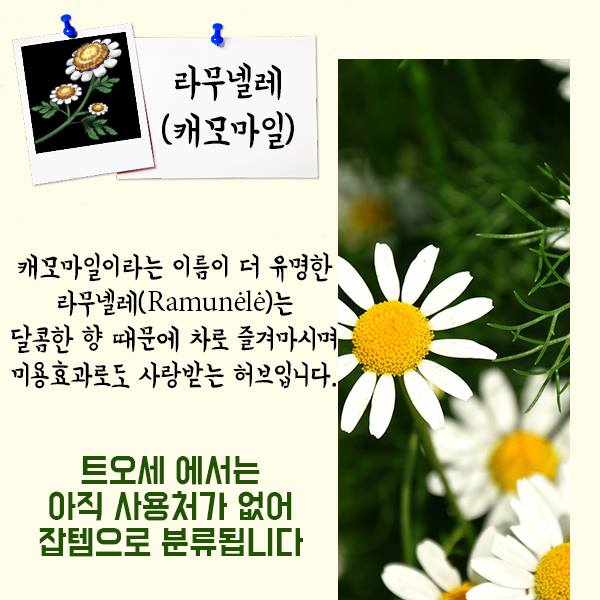 라무넬레
(캐모마일)
캐모마일이라는 이름이 더 유명한
라무넬레(Ramunėlė)는
달콤한 향 때문에 차로 즐겨마시며
미용효과로도 사랑받는 허브입니다.
트오세 에서는
아직 사용처가 없어
잡템으로 분류됩니다